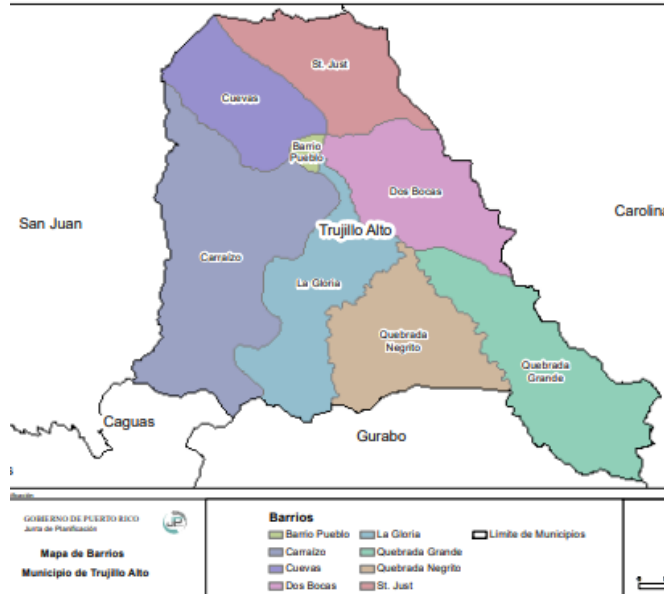 St. Just
Cuevas
Barrio
Pueblo
Dos Bocas
San Juan
Carolina
Trujillo Alto
Carraízo
La Gloria
Quebrada
Negrito
Quebrada
Grande
Caguas
Gurabo
s
GOBIERNO DE PUERTO RICO
Junta de Planificación
JP
Mapa de Barrios
Municipio de Trujillo Alto
Barrios
Barrio Pueblo
La Gloria
Límite de Municipios
Carraízo
Quebrada Grande
Cuevas
Quebrada Negrito
Dos Bocas
St. Just